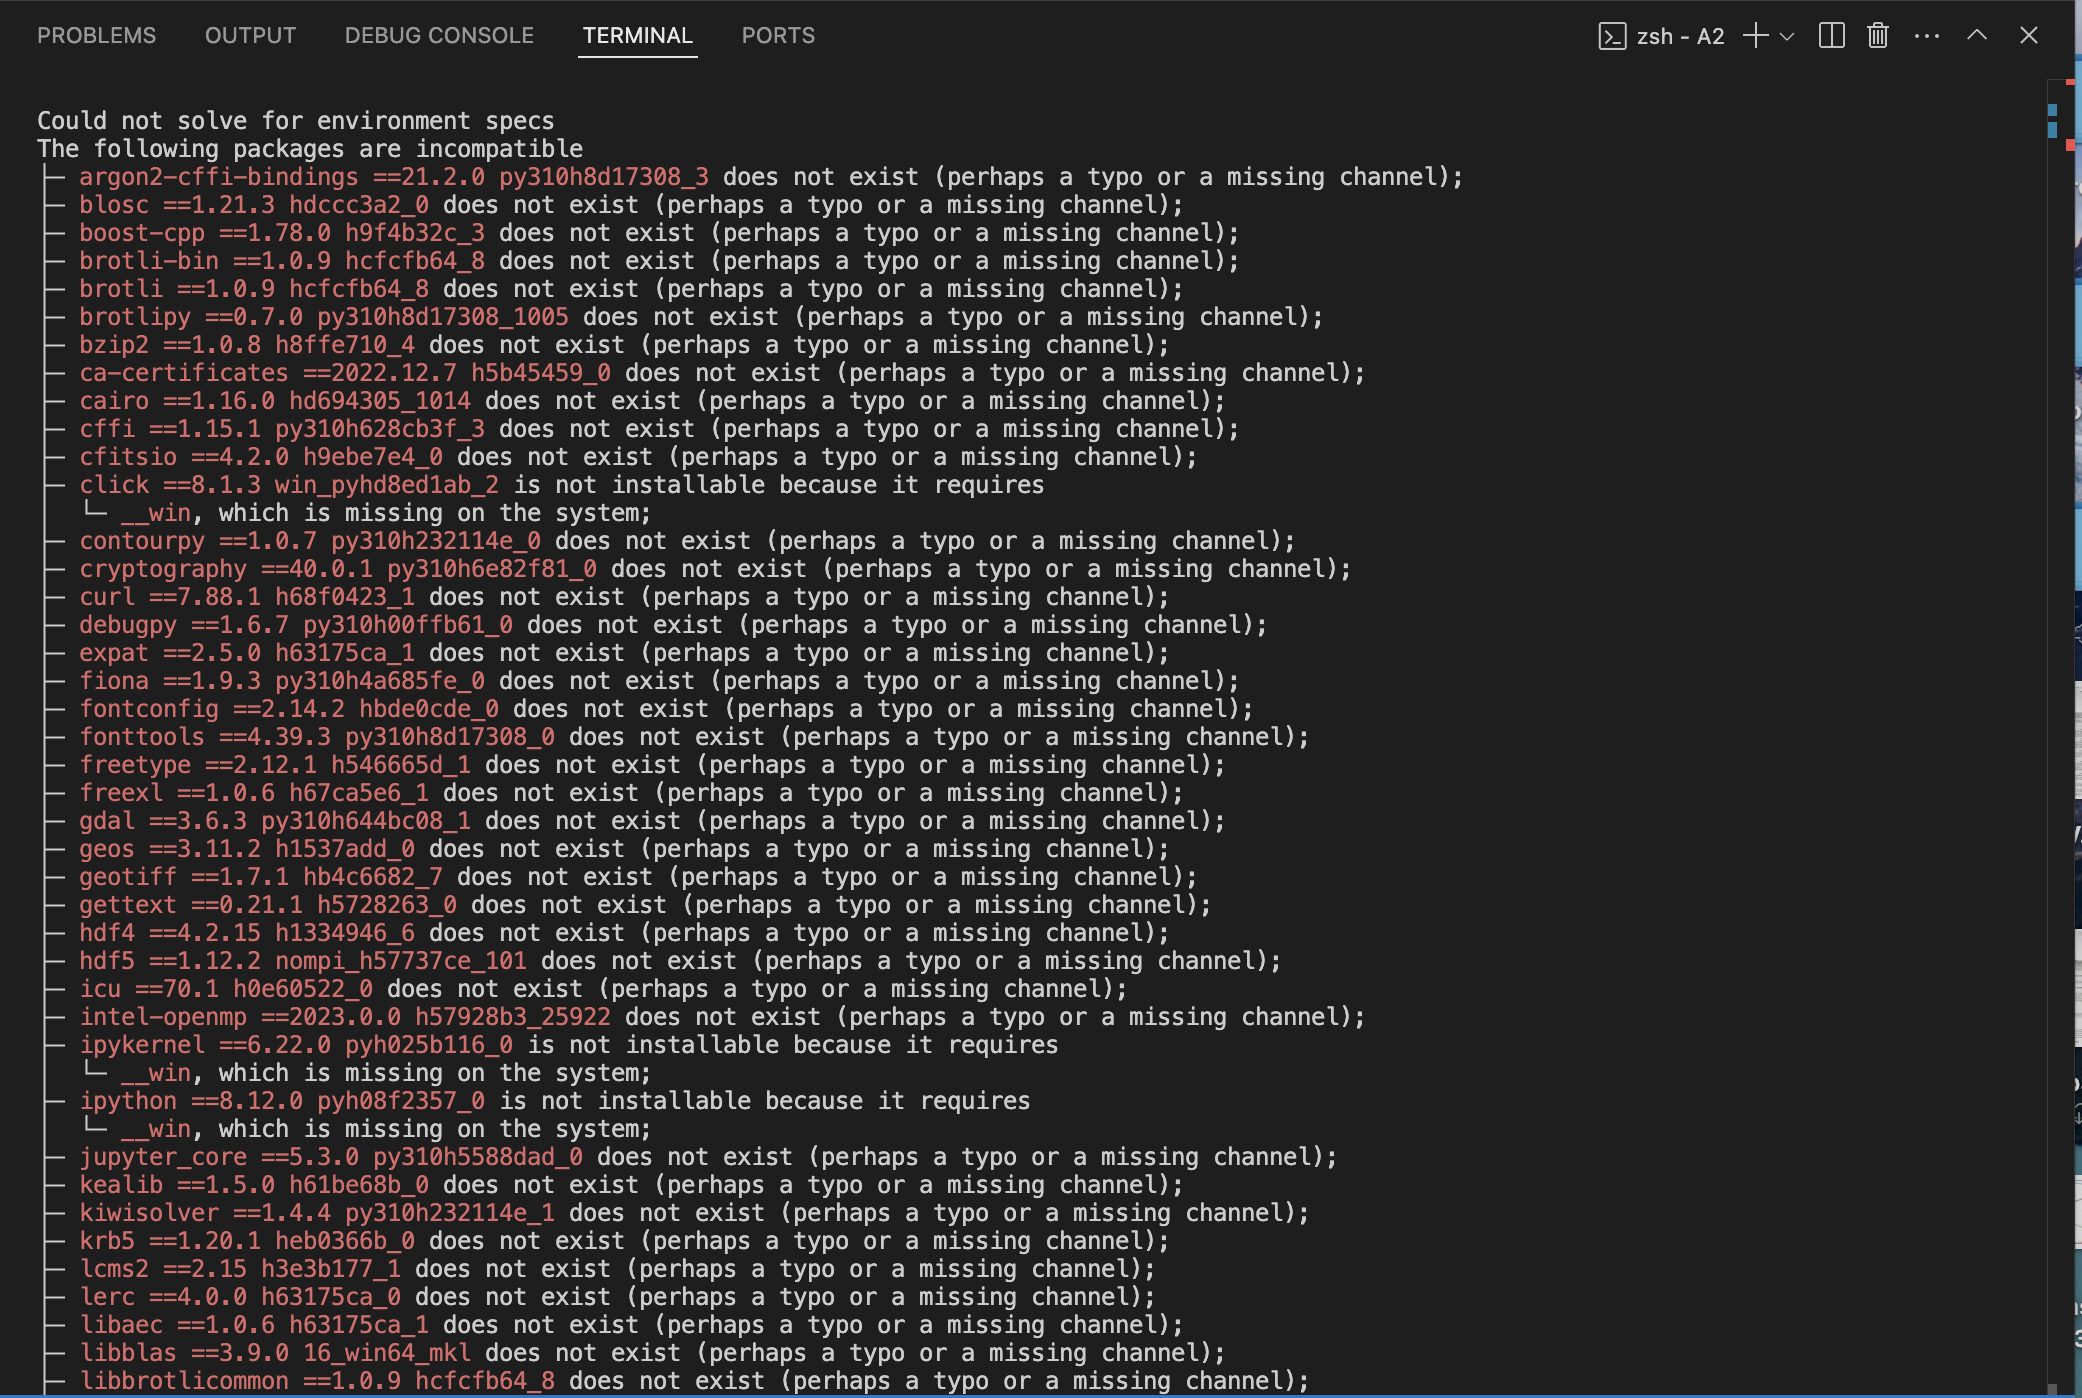 PROBLEMS OUTPUT DEBUG CONSOLE TERMINAL PORTS zsh - A2
Could not solve for environment specs
The following packages are incompatible
├─ argon2-cffi-bindings ==21.2.0 py310h8d17308_3 does not exist (perhaps a typo or a missing channel);
├─ blosc ==1.21.3 hdccc3a2_0 does not exist (perhaps a typo or a missing channel);
├─ boost-cpp ==1.78.0 h9f4b32c_3 does not exist (perhaps a typo or a missing channel);
├─ brotli-bin ==1.0.9 hcfcfb64_8 does not exist (perhaps a typo or a missing channel);
├─ brotli ==1.0.9 hcfcfb64_8 does not exist (perhaps a typo or a missing channel);
├─ brotlipy ==0.7.0 py310h8d17308_1005 does not exist (perhaps a typo or a missing channel);
├─ bzip2 ==1.0.8 h8ffe710_4 does not exist (perhaps a typo or a missing channel);
├─ ca-certificates ==2022.12.7 h5b45459_0 does not exist (perhaps a typo or a missing channel);
├─ cairo ==1.16.0 hd694305_1014 does not exist (perhaps a typo or a missing channel);
├─ cffi ==1.15.1 py310h628cb3f_3 does not exist (perhaps a typo or a missing channel);
├─ cfitsio ==4.2.0 h9ebe7e4_0 does not exist (perhaps a typo or a missing channel);
├─ click ==8.1.3 win_pyhd8ed1ab_2 is not installable because it requires
│  └─ __win, which is missing on the system;
├─ contourpy ==1.0.7 py310h232114e_0 does not exist (perhaps a typo or a missing channel);
├─ cryptography ==40.0.1 py310h6e82f81_0 does not exist (perhaps a typo or a missing channel);
├─ curl ==7.88.1 h68f0423_1 does not exist (perhaps a typo or a missing channel);
├─ debugpy ==1.6.7 py310h00ffb61_0 does not exist (perhaps a typo or a missing channel);
├─ expat ==2.5.0 h63175ca_1 does not exist (perhaps a typo or a missing channel);
├─ fiona ==1.9.3 py310h4a685fe_0 does not exist (perhaps a typo or a missing channel);
├─ fontconfig ==2.14.2 hbde0cde_0 does not exist (perhaps a typo or a missing channel);
├─ fonttools ==4.39.3 py310h8d17308_0 does not exist (perhaps a typo or a missing channel);
├─ freetype ==2.12.1 h546665d_1 does not exist (perhaps a typo or a missing channel);
├─ freexl ==1.0.6 h67ca5e6_1 does not exist (perhaps a typo or a missing channel);
├─ gdal ==3.6.3 py310h644bc08_1 does not exist (perhaps a typo or a missing channel);
├─ geos ==3.11.2 h1537add_0 does not exist (perhaps a typo or a missing channel);
├─ geotiff ==1.7.1 hb4c6682_7 does not exist (perhaps a typo or a missing channel);
├─ gettext ==0.21.1 h5728263_0 does not exist (perhaps a typo or a missing channel);
├─ hdf4 ==4.2.15 h1334946_6 does not exist (perhaps a typo or a missing channel);
├─ hdf5 ==1.12.2 nompi_h57737ce_101 does not exist (perhaps a typo or a missing channel);
├─ icu ==70.1 h0e60522_0 does not exist (perhaps a typo or a missing channel);
├─ intel-openmp ==2023.0.0 h57928b3_25922 does not exist (perhaps a typo or a missing channel);
├─ ipykernel ==6.22.0 pyh025b116_0 is not installable because it requires
│  └─ __win, which is missing on the system;
├─ ipython ==8.12.0 pyh08f2357_0 is not installable because it requires
│  └─ __win, which is missing on the system;
├─ jupyter_core ==5.3.0 py310h5588dad_0 does not exist (perhaps a typo or a missing channel);
├─ kealib ==1.5.0 h61be68b_0 does not exist (perhaps a typo or a missing channel);
├─ kiwisolver ==1.4.4 py310h232114e_1 does not exist (perhaps a typo or a missing channel);
├─ krb5 ==1.20.1 heb0366b_0 does not exist (perhaps a typo or a missing channel);
├─ lcms2 ==2.15 h3e3b177_1 does not exist (perhaps a typo or a missing channel);
├─ lerc ==4.0.0 h63175ca_0 does not exist (perhaps a typo or a missing channel);
├─ libaec ==1.0.6 h63175ca_1 does not exist (perhaps a typo or a missing channel);
├─ libblas ==3.9.0 16_win64_mkl does not exist (perhaps a typo or a missing channel);
├─ libbrotlicommon ==1.0.9 hcfcfb64_8 does not exist (perhaps a typo or a missing channel);